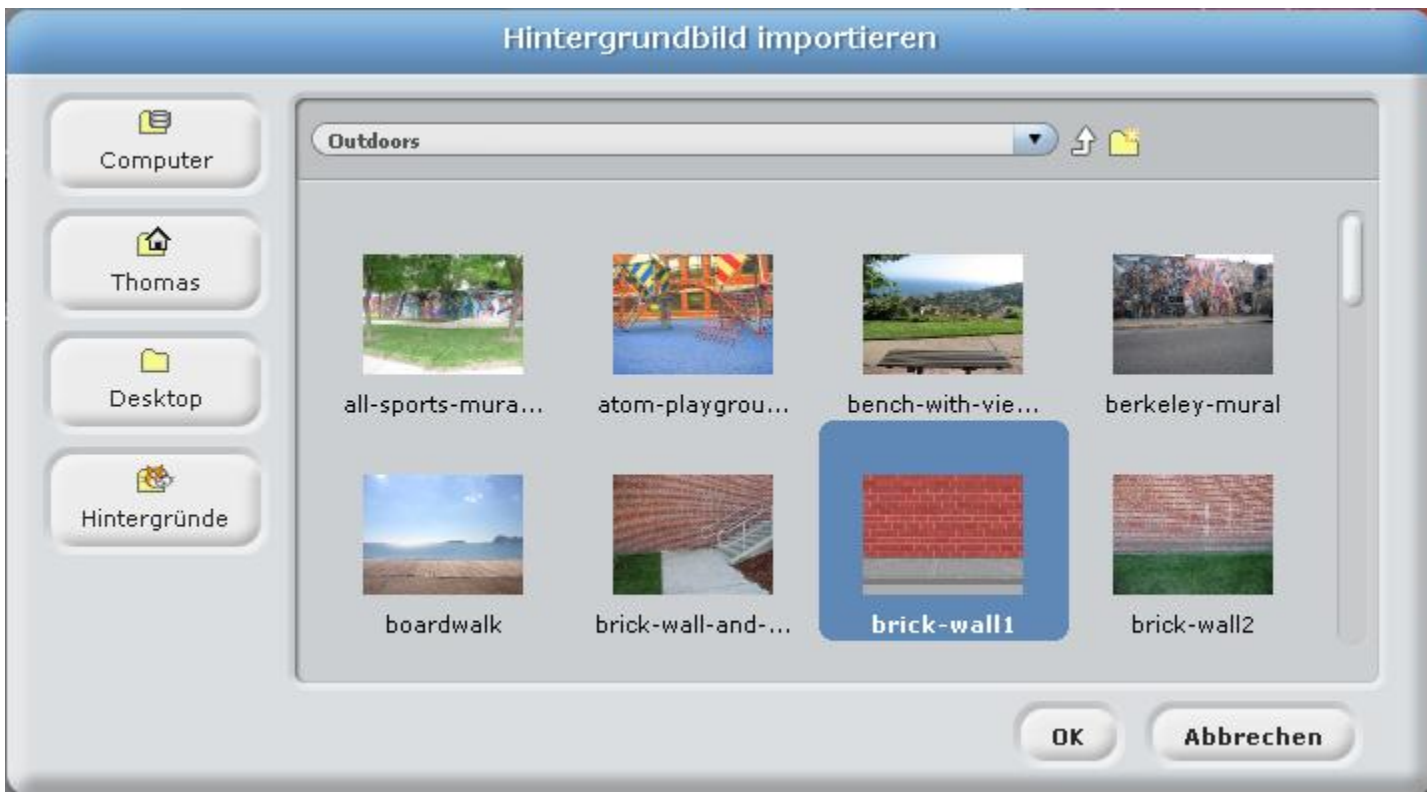 Hintergrundbild importieren
Computer
Thomas
Desktop
Hintergründe
Outdoors
all-sports-mura...
atom-playgrou...
bench-with-vie...
berkeley-mural
boardwalk
brick-wall-and-...
brick-wall1
brick-wall2
OK
Abbrechen